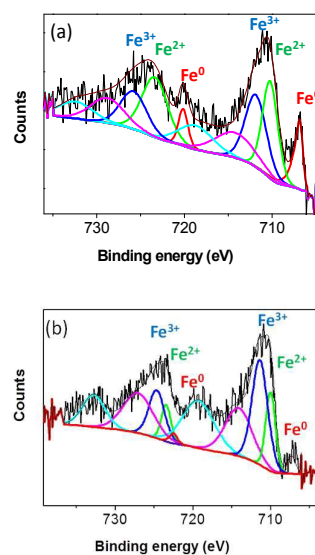 (a)
Fe³⁺
Fe²⁺
Fe⁰
Fe³⁺
Fe²⁺
Fe⁰
Counts
730
720
710
Binding energy (eV)
(b)
Fe³⁺
Fe²⁺
Fe⁰
Fe³⁺
Fe²⁺
Fe⁰
Counts
730
720
710
Binding energy (eV)